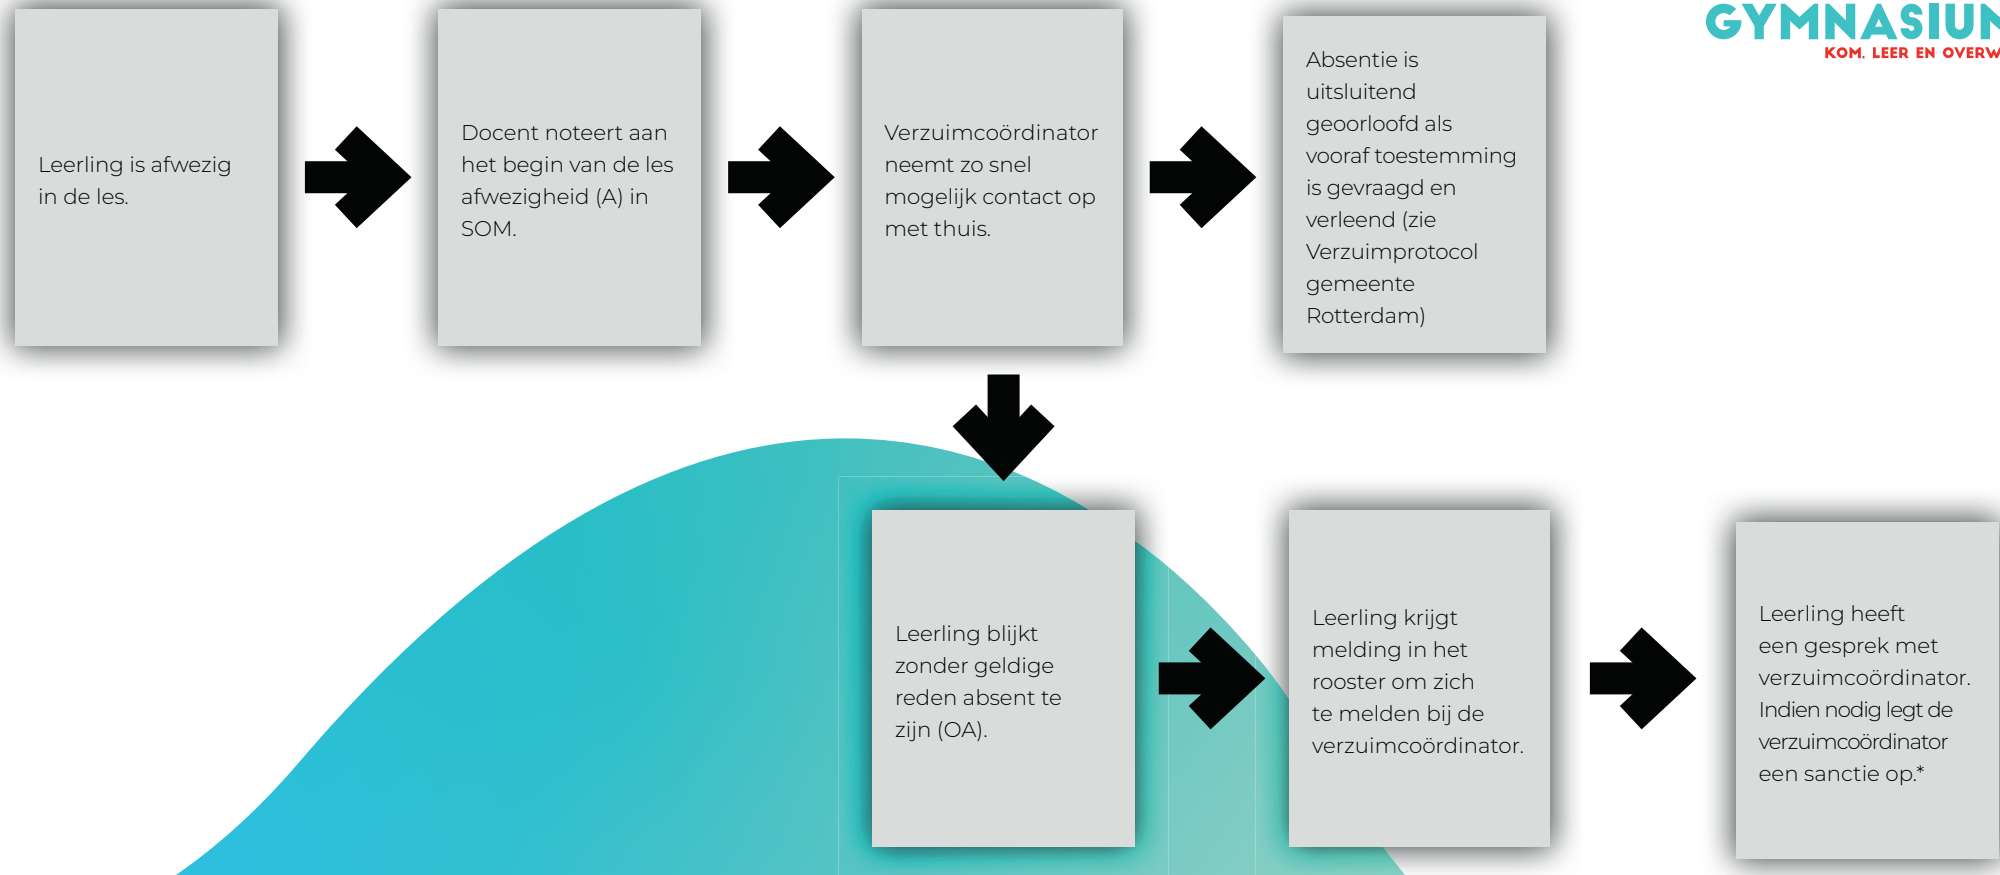 GYMNASIUM
KOM, LEER EN OVERW
Leerling is afwezig
in de les.
Docent noteert aan
het begin van de les
afwezigheid (A) in
SOM.
Verzuimcoördinator
neemt zo snel
mogelijk contact op
met thuis.
Absentie is
uitsluitend
geoorloofd als
vooraf toestemming
is gevraagd en
verleend (zie
Verzuimprotocol
gemeente
Rotterdam)
Leerling blijkt
zonder geldige
reden absent te
zijn (OA).
Leerling krijgt
melding in het
rooster om zich
te melden bij de
verzuimcoördinator.
Leerling heeft
een gesprek met
verzuimcoördinator.
Indien nodig legt de
verzuimcoördinator
een sanctie op.*